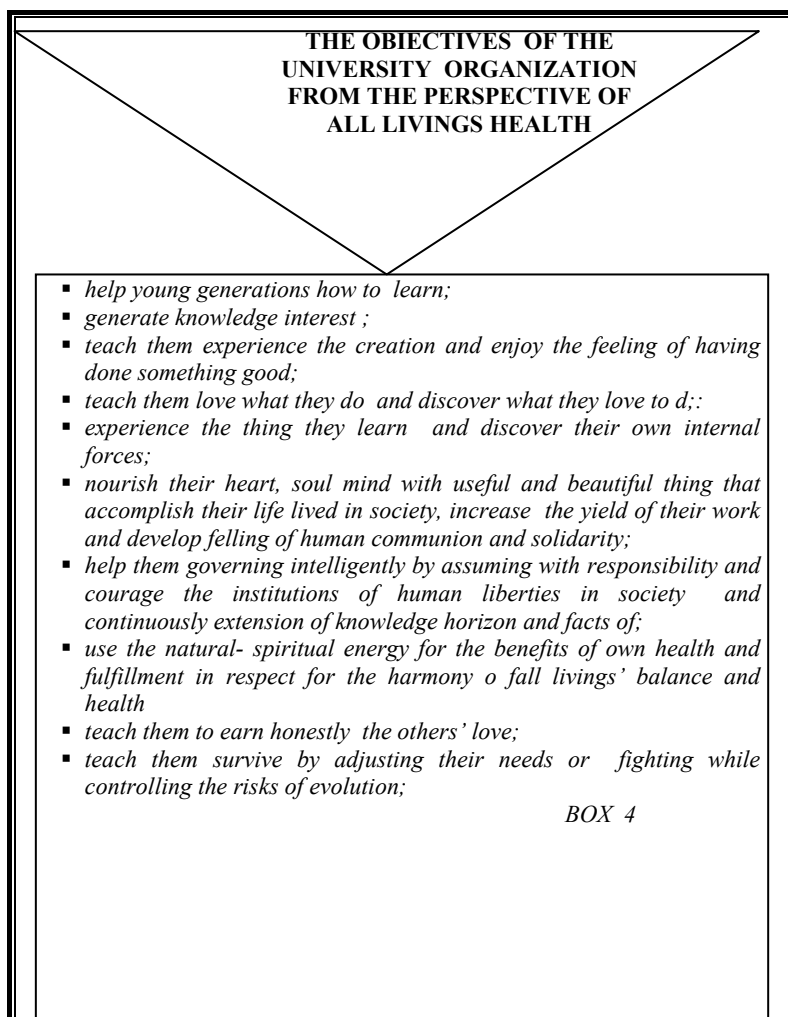 THE OBIECTIVES OF THE
UNIVERSITY ORGANIZATION
FROM THE PERSPECTIVE OF
ALL LIVINGS HEALTH
▪ help young generations how to learn;
▪ generate knowledge interest ;
▪ teach them experience the creation and enjoy the feeling of having
done something good;
▪ teach them love what they do and discover what they love to d;:
▪ experience the thing they learn and discover their own internal
forces;
▪ nourish their heart, soul mind with useful and beautiful thing that
accomplish their life lived in society, increase the yield of their work
and develop felling of human communion and solidarity;
▪ help them governing intelligently by assuming with responsibility and
courage the institutions of human liberties in society and
continuously extension of knowledge horizon and facts of;
▪ use the natural- spiritual energy for the benefits of own health and
fulfillment in respect for the harmony o fall livings' balance and
health
▪ teach them to earn honestly the others' love;
▪ teach them survive by adjusting their needs or fighting while
controlling the risks of evolution;
BOX 4